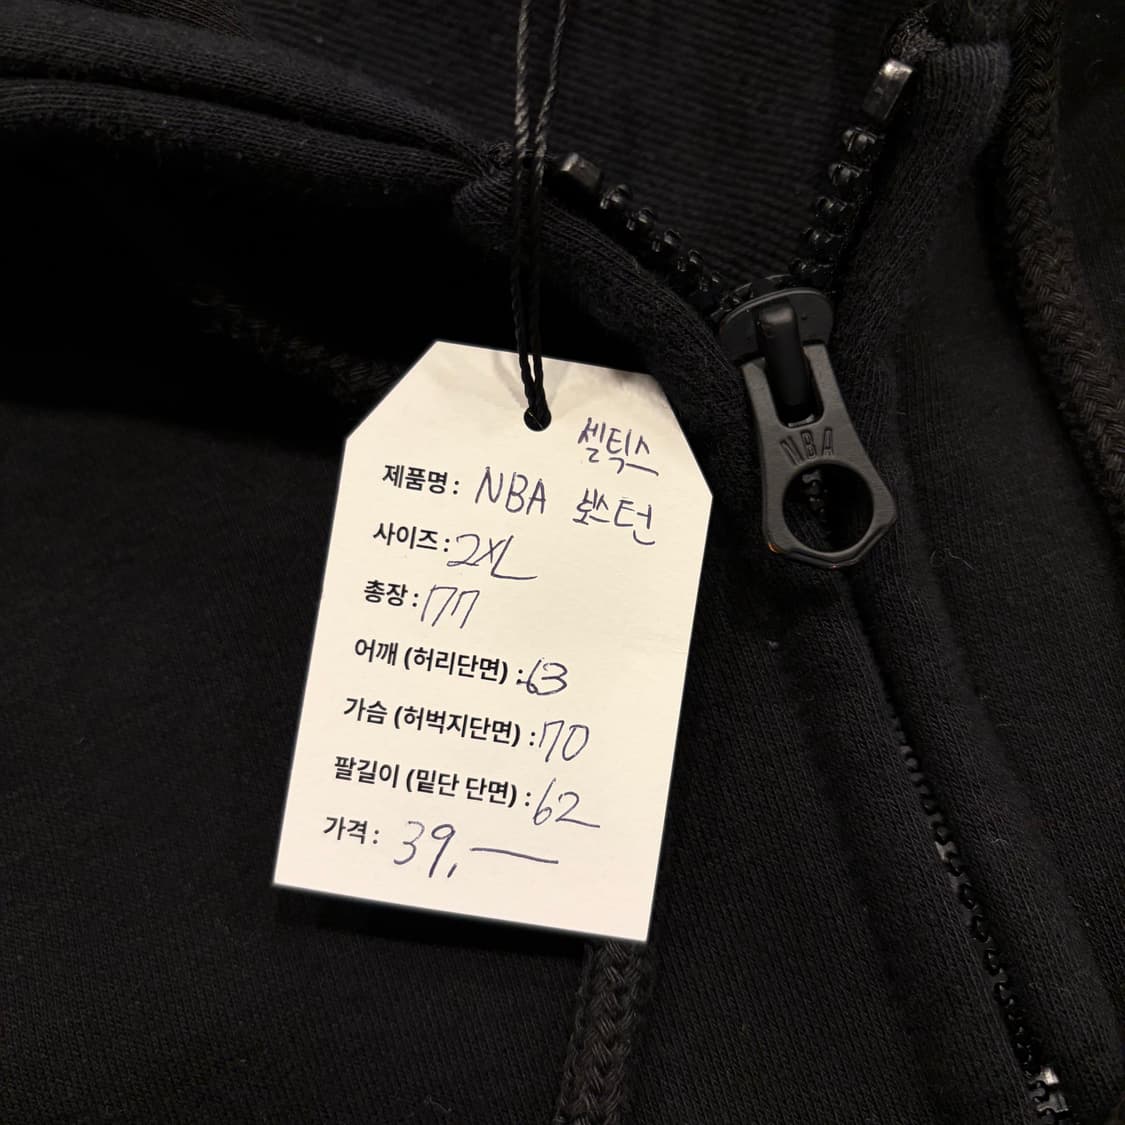 셀틱스
제품명 : NBA 보스턴
사이즈 : 2XL
총장 : 77
어깨 (허리단면) : 63
가슴 (허벅지단면) : 70
팔길이 (밑단 단면) : 62
가격 : 39,—
NBA